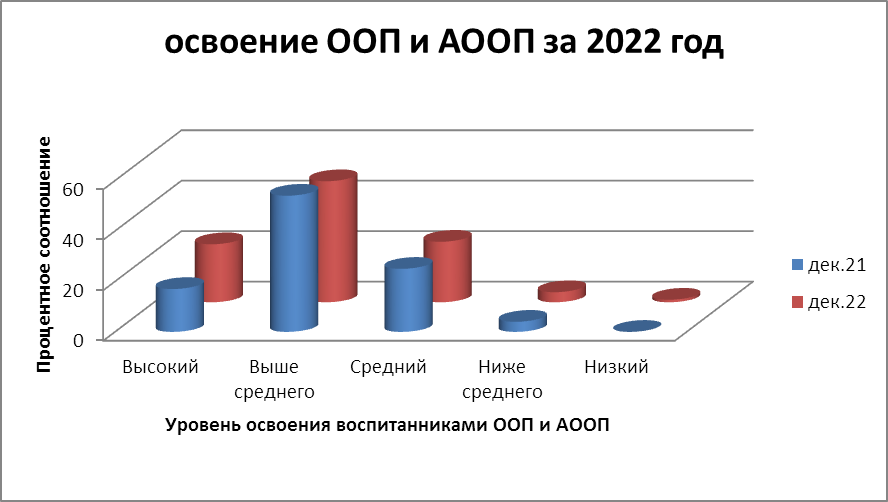 освоение ООП и АООП за 2022 год
Процентное соотношение
60
40
20
0
Высокий
Выше
среднего
Средний
Ниже
среднего
Низкий
Уровень освоения воспитанниками ООП и АООП
дек.21
дек.22